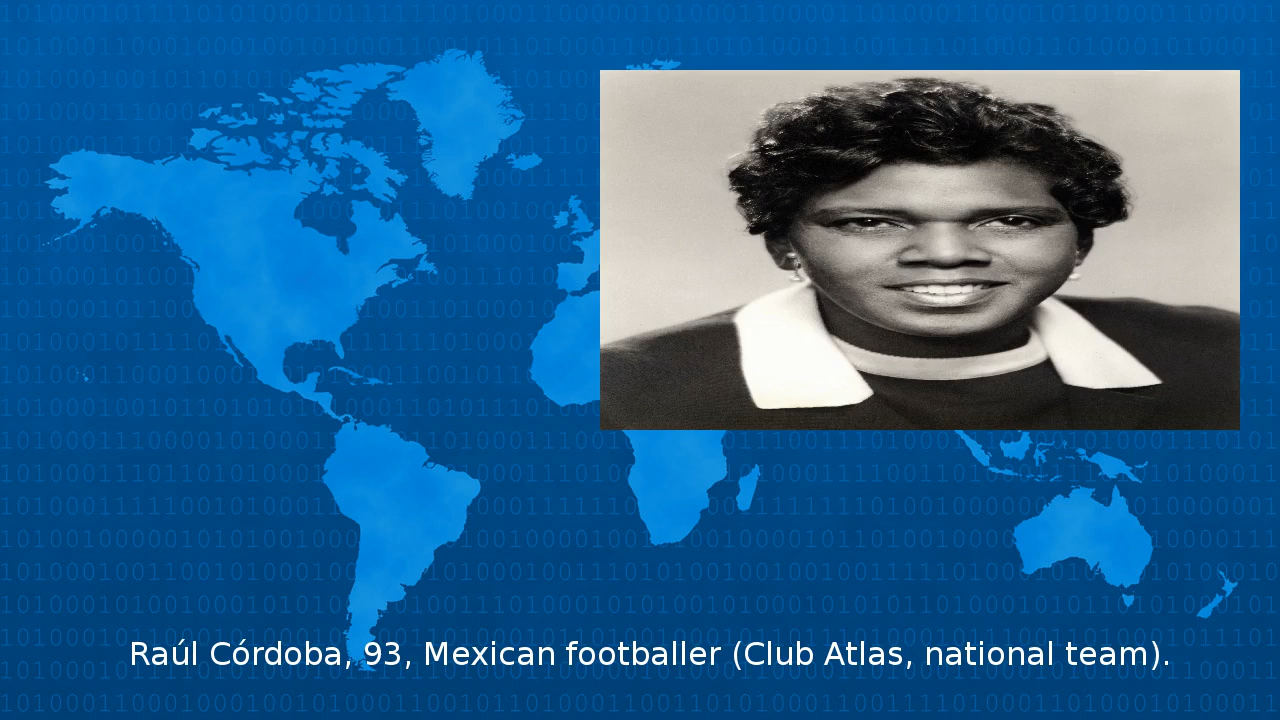 Raúl Córdoba, 93, Mexican footballer (Club Atlas, national team).